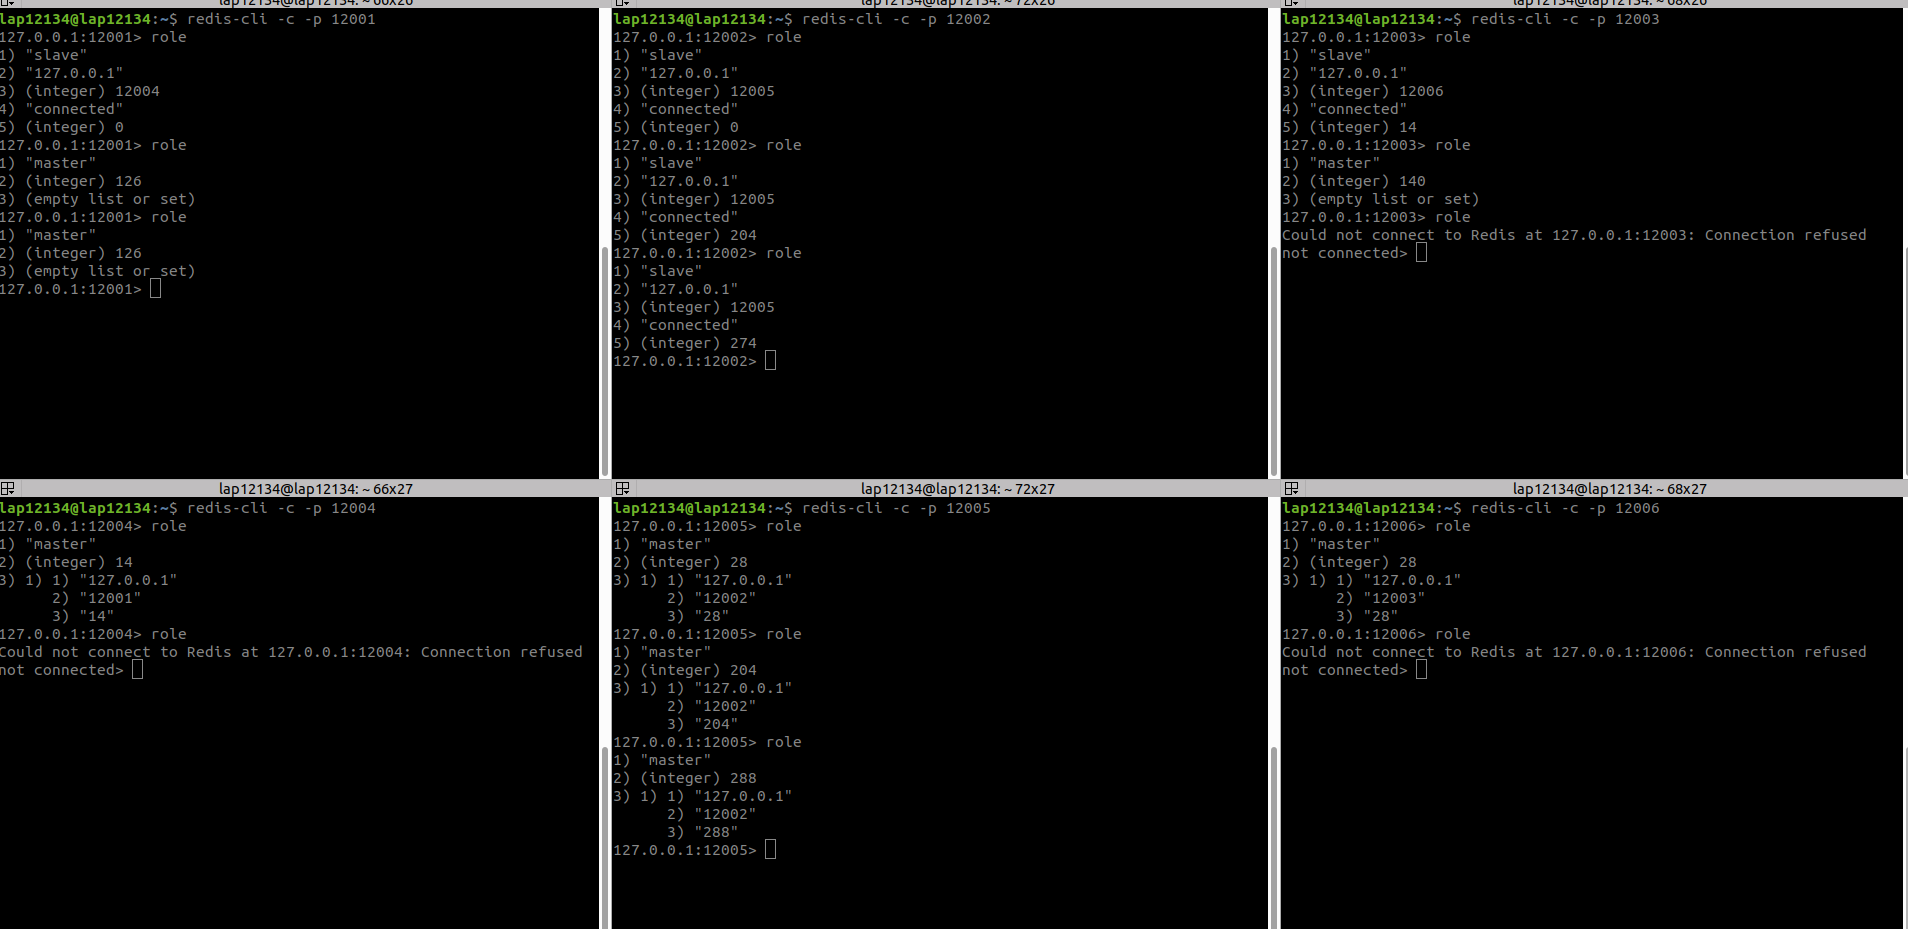 lap12134@lap12134: ~ 66x26
lap12134@lap12134:~$ redis-cli -c -p 12001
127.0.0.1:12001> role
1) "slave"
2) "127.0.0.1"
3) (integer) 12004
4) "connected"
5) (integer) 0
127.0.0.1:12001> role
1) "master"
2) (integer) 126
3) (empty list or set)
127.0.0.1:12001> role
1) "master"
2) (integer) 126
3) (empty list or set)
127.0.0.1:12001>
lap12134@lap12134: ~ 72x26
lap12134@lap12134:~$ redis-cli -c -p 12002
127.0.0.1:12002> role
1) "slave"
2) "127.0.0.1"
3) (integer) 12005
4) "connected"
5) (integer) 0
127.0.0.1:12002> role
1) "slave"
2) "127.0.0.1"
3) (integer) 12005
4) "connected"
5) (integer) 204
127.0.0.1:12002> role
1) "slave"
2) "127.0.0.1"
3) (integer) 12005
4) "connected"
5) (integer) 274
127.0.0.1:12002>
lap12134@lap12134: ~ 68x26
lap12134@lap12134:~$ redis-cli -c -p 12003
127.0.0.1:12003> role
1) "slave"
2) "127.0.0.1"
3) (integer) 12006
4) "connected"
5) (integer) 14
127.0.0.1:12003> role
1) "master"
2) (integer) 140
3) (empty list or set)
127.0.0.1:12003> role
Could not connect to Redis at 127.0.0.1:12003: Connection refused
not connected>
lap12134@lap12134: ~ 66x27
lap12134@lap12134:~$ redis-cli -c -p 12004
127.0.0.1:12004> role
1) "master"
2) (integer) 14
3) 1) 1) "127.0.0.1"
2) "12001"
3) "14"
127.0.0.1:12004> role
Could not connect to Redis at 127.0.0.1:12004: Connection refused
not connected>
lap12134@lap12134: ~ 72x27
lap12134@lap12134:~$ redis-cli -c -p 12005
127.0.0.1:12005> role
1) "master"
2) (integer) 28
3) 1) 1) "127.0.0.1"
2) "12002"
3) "28"
127.0.0.1:12005> role
1) "master"
2) (integer) 204
3) 1) 1) "127.0.0.1"
2) "12002"
3) "204"
127.0.0.1:12005> role
1) "master"
2) (integer) 288
3) 1) 1) "127.0.0.1"
2) "12002"
3) "288"
127.0.0.1:12005>
lap12134@lap12134: ~ 68x27
lap12134@lap12134:~$ redis-cli -c -p 12006
127.0.0.1:12006> role
1) "master"
2) (integer) 28
3) 1) 1) "127.0.0.1"
2) "12003"
3) "28"
127.0.0.1:12006> role
Could not connect to Redis at 127.0.0.1:12006: Connection refused
not connected>